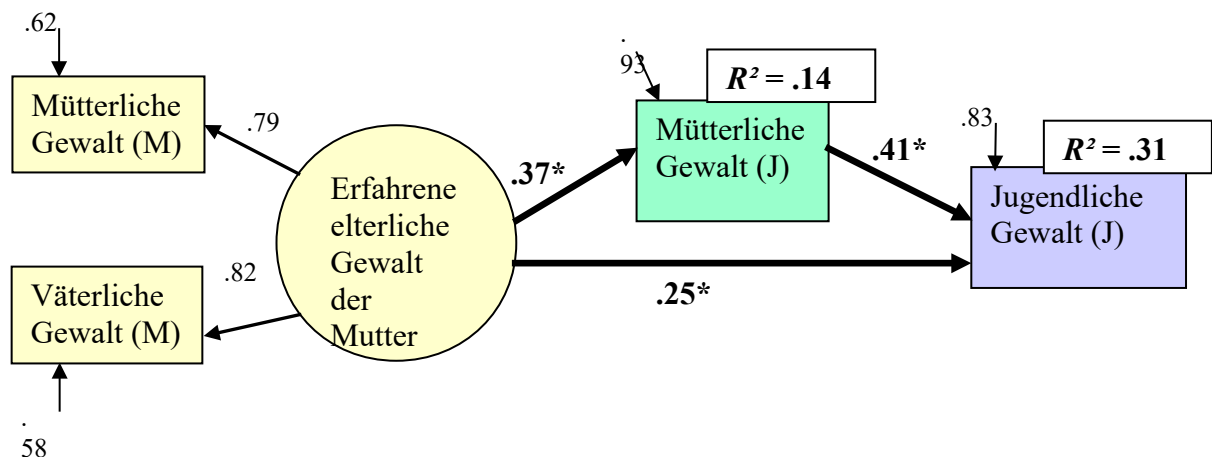 .62
Mütterliche
Gewalt (M)
.79
Väterliche
Gewalt (M)
.82
.
58
Erfahrene
elterliche
Gewalt
der
Mutter
.37*
.25*
.
93
R² = .14
Mütterliche
Gewalt (J)
.41*
.83
R² = .31
Jugendliche
Gewalt (J)